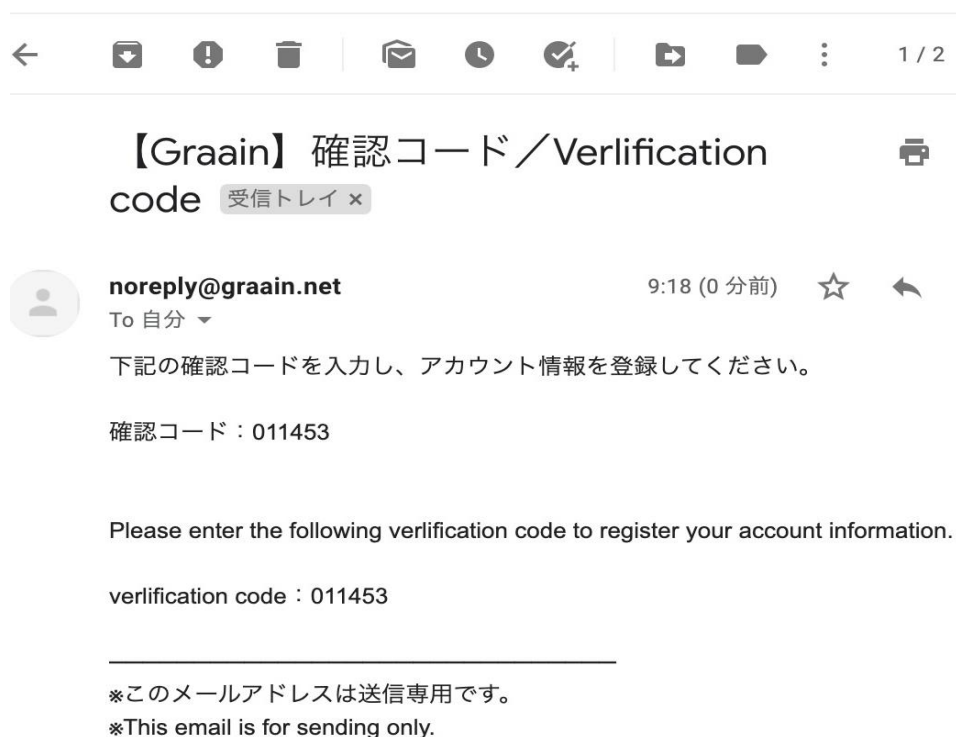 1 / 2
【Graain】確認コード／Verlification
code 受信トレイ ×
noreply@graain.net 9:18 (0 分前)
To 自分
下記の確認コードを入力し、アカウント情報を登録してください。
確認コード：011453
Please enter the following verlification code to register your account information.
verlification code：011453
※このメールアドレスは送信専用です。
※This email is for sending only.